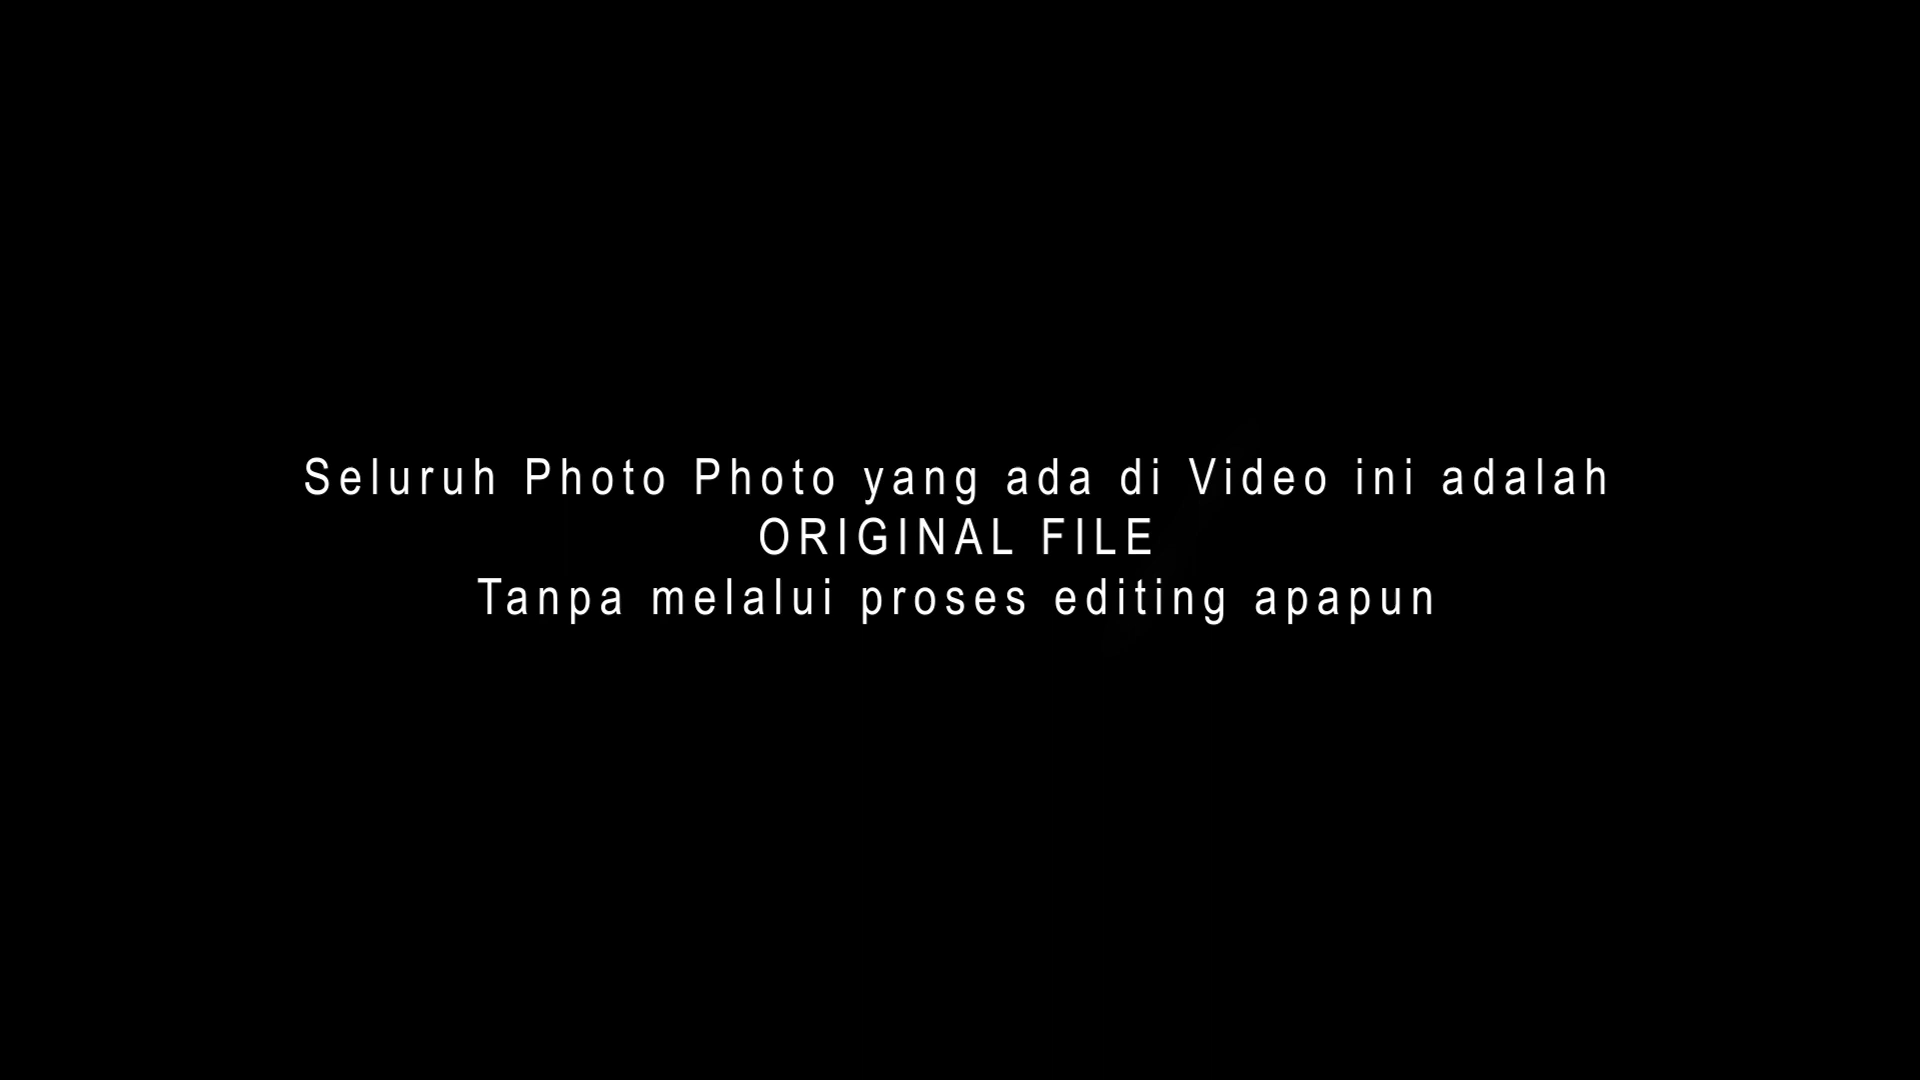 Seluruh Photo Photo yang ada di Video ini adalah
ORIGINAL FILE
Tanpa melalui proses editing apapun